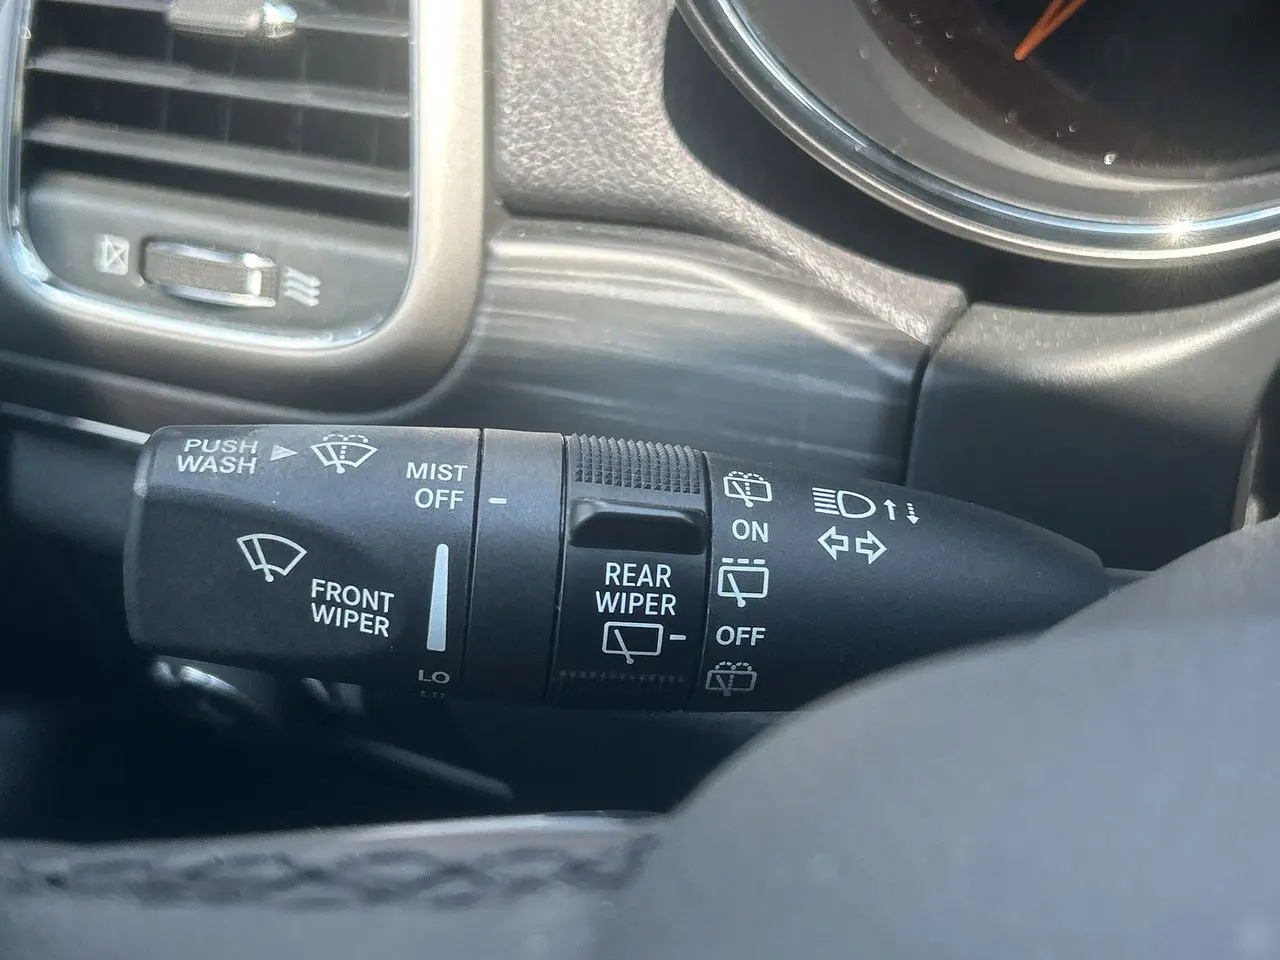 PUSH
WASH
MIST
OFF
FRONT
WIPER
LO
REAR
WIPER
ON
OFF